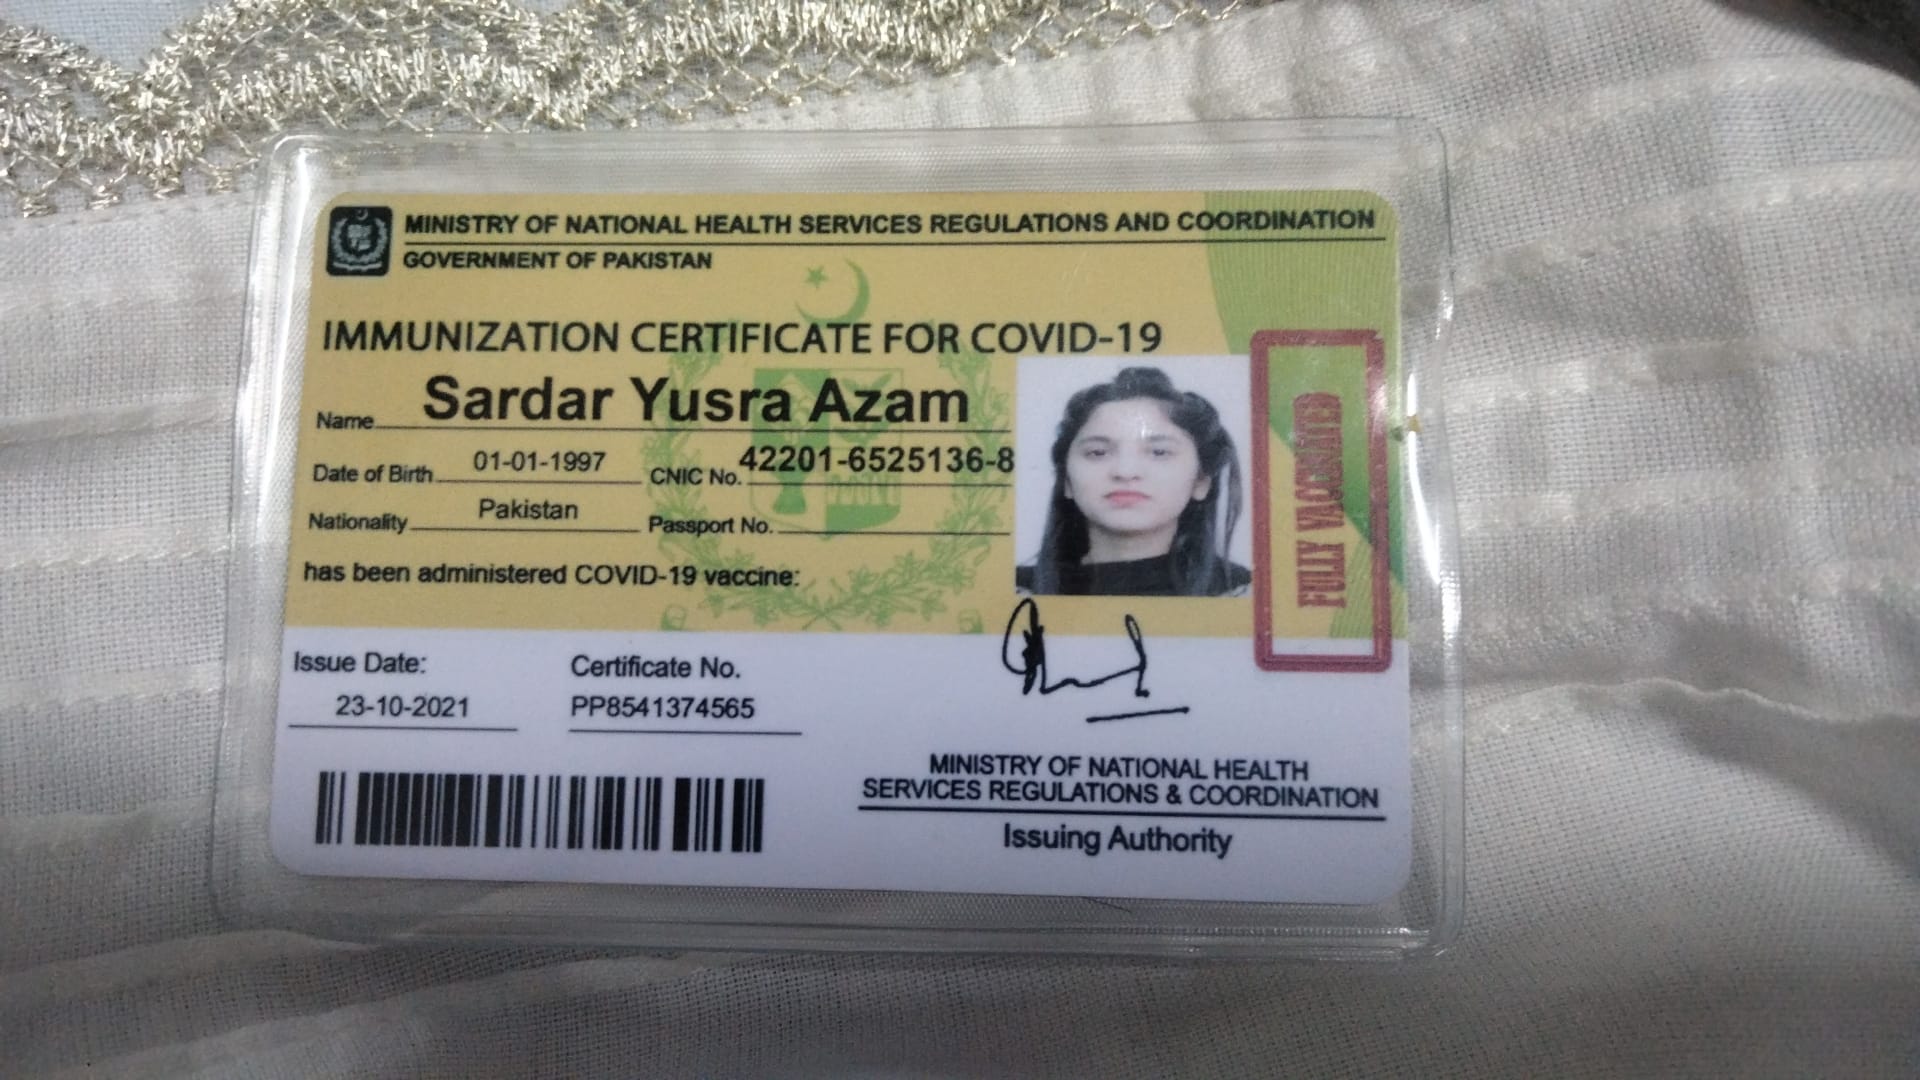 MINISTRY OF NATIONAL HEALTH SERVICES REGULATIONS AND COORDINATION
GOVERNMENT OF PAKISTAN
IMMUNIZATION CERTIFICATE FOR COVID-19
Name Sardar Yusra Azam
Date of Birth 01-01-1997 CNIC No. 42201-6525136-8
Nationality Pakistan Passport No.
has been administered COVID-19 vaccine:
FULLY VACCINATED
Issue Date: Certificate No.
23-10-2021 PP8541374565
MINISTRY OF NATIONAL HEALTH
SERVICES REGULATIONS & COORDINATION
Issuing Authority